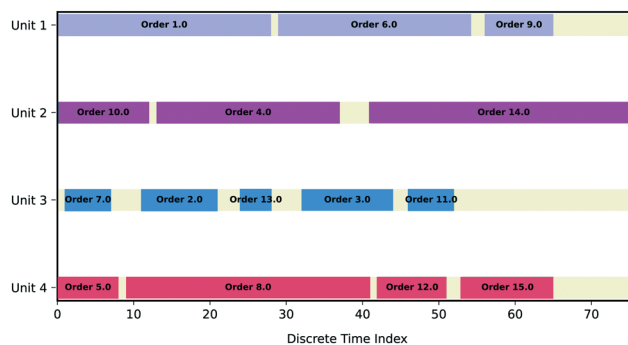 Unit 1
Order 1.0
Order 6.0
Order 9.0
Unit 2
Order 10.0
Order 4.0
Order 14.0
Unit 3
Order 7.0
Order 2.0
Order 13.0
Order 3.0
Order 11.0
Unit 4
Order 5.0
Order 8.0
Order 12.0
Order 15.0
0 10 20 30 40 50 60 70
Discrete Time Index